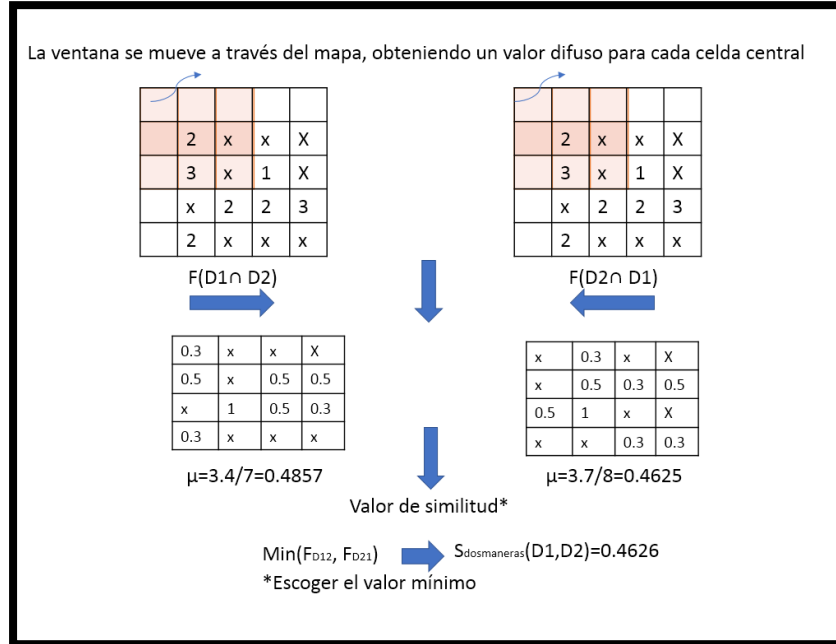 La ventana se mueve a través del mapa, obteniendo un valor difuso para cada celda central
2 x x X
3 x 1 X
x 2 2 3
2 x x x
F(D1∩ D2)
2 x x X
3 x 1 X
x 2 2 3
2 x x x
F(D2∩ D1)
0.3 x x X
0.5 x 0.5 0.5
x 1 0.5 0.3
0.3 x x x
μ=3.4/7=0.4857
x 0.3 x X
x 0.5 0.3 0.5
0.5 1 x X
x x 0.3 0.3
μ=3.7/8=0.4625
Valor de similitud*
Min(F_D12, F_D21) S_dosmaneras(D1,D2)=0.4626
*Escoger el valor mínimo